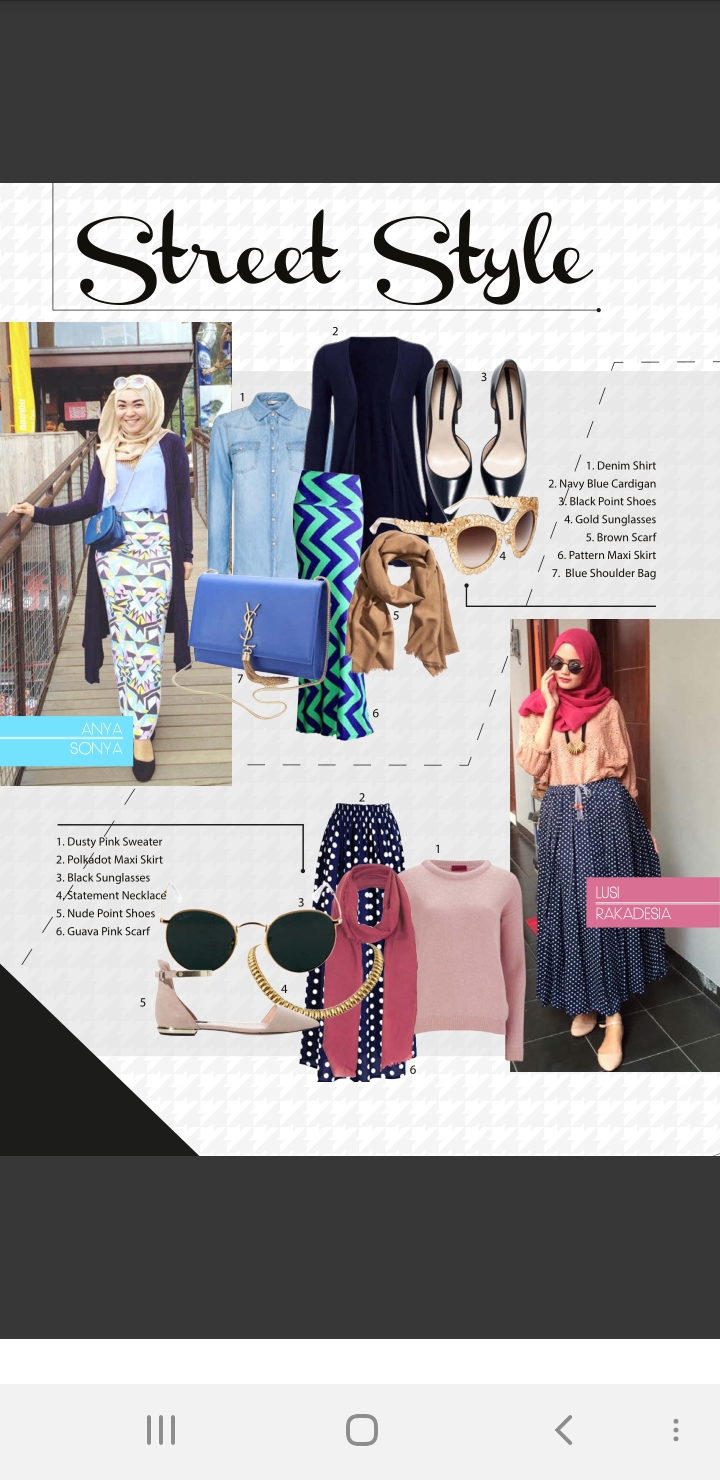 Street Style
2
1
3
4
5
6
7
1. Denim Shirt
2. Navy Blue Cardigan
3. Black Point Shoes
4. Gold Sunglasses
5. Brown Scarf
6. Pattern Maxi Skirt
7. Blue Shoulder Bag
YSL
ANYA
SONYA
1. Dusty Pink Sweater
2. Polkadot Maxi Skirt
3. Black Sunglasses
4. Statement Necklace
5. Nude Point Shoes
6. Guava Pink Scarf
2
1
3
4
5
6
LUSI
RAKADESIA